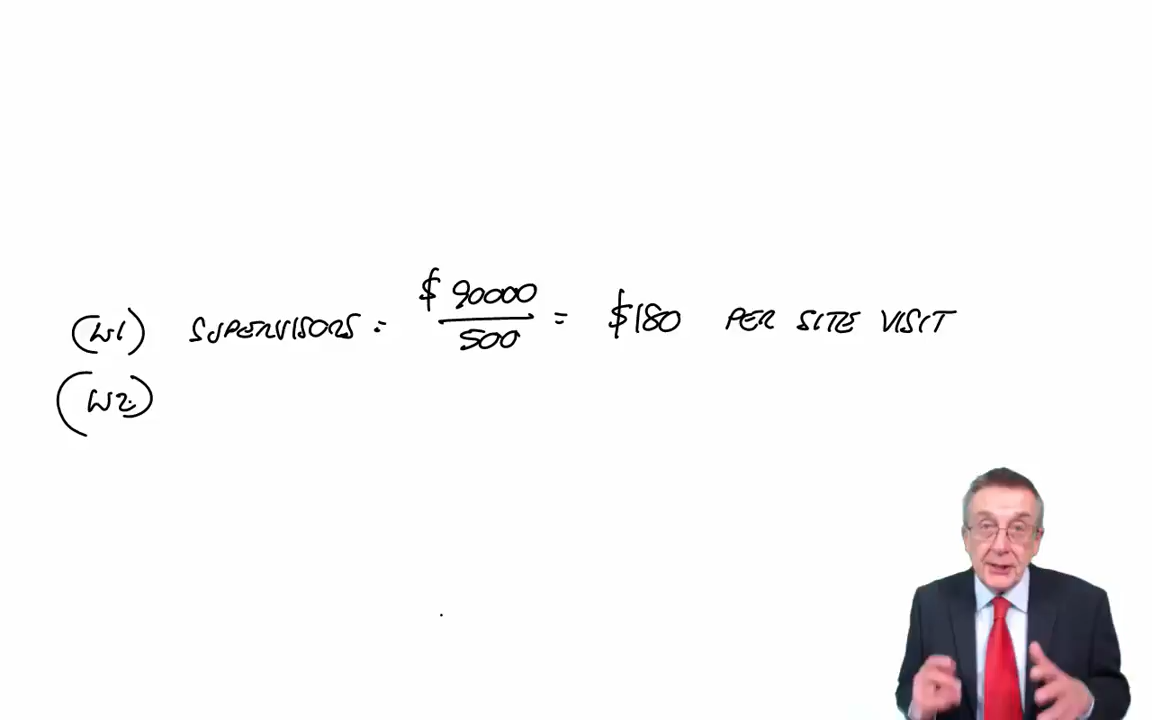 (W1) SUPERVISORS = $ 90000 / 500 = $180 PER SITE VISIT
(W2)